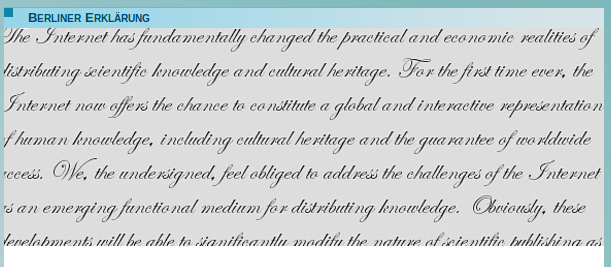 BERLINER ERKLÄRUNG
The Internet has fundamentally changed the practical and economic realities of
distributing scientific knowledge and cultural heritage. For the first time ever, the
Internet now offers the chance to constitute a global and interactive representation
of human knowledge, including cultural heritage and the guarantee of worldwide
access. We, the undersigned, feel obliged to address the challenges of the Internet
as an emerging functional medium for distributing knowledge. Obviously, these
developments will be able to significantly modify the nature of scientific publishing as